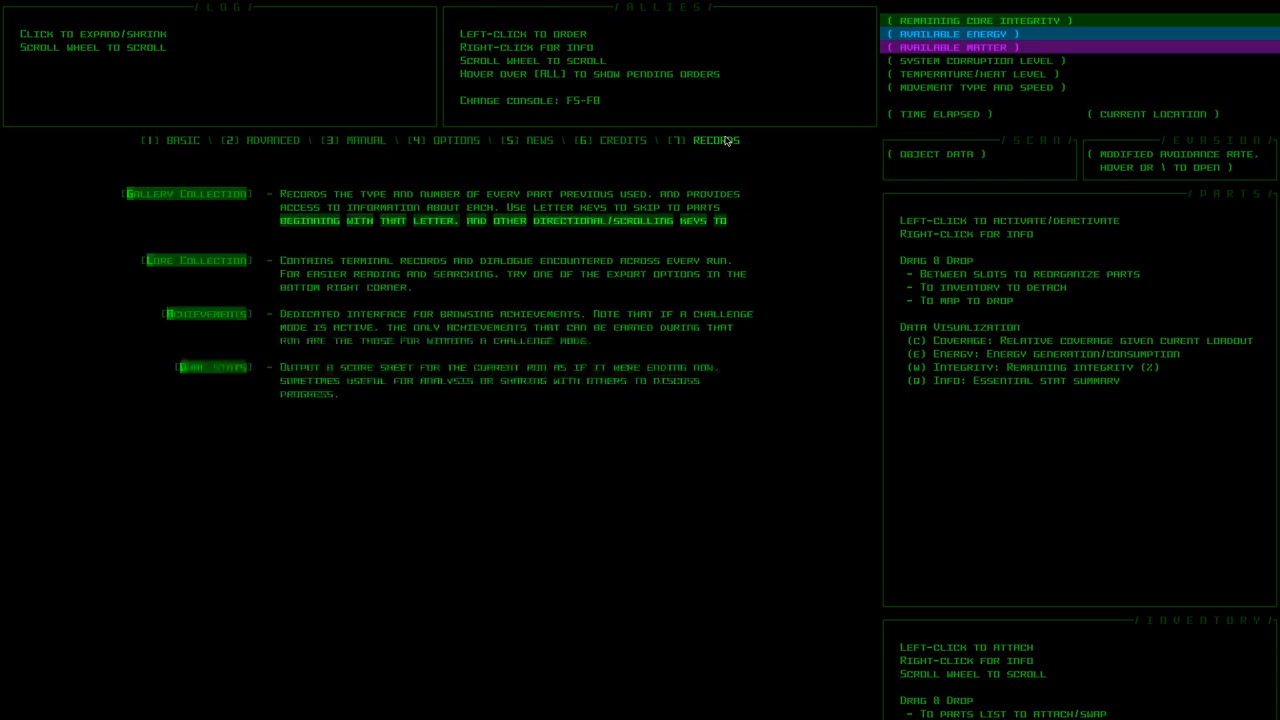 / L O G /
Click to expand/shrink
Scroll wheel to scroll
/ A L L I E S /
Left-click to order
Right-click for info
Scroll wheel to scroll
Hover over [ALL] to show pending orders
Change console: F5-F8
( Remaining core integrity )
( Available energy )
( Available matter )
( System corruption level )
( Temperature/heat level )
( Movement type and speed )
( Time elapsed ) ( Current location )
[1] BASIC \ [2] ADVANCED \ [3] MANUAL \ [4] OPTIONS \ [5] NEWS \ [6] CREDITS \ [7] RECORDS
/ S C A N /
( Object data )
/ E V A S I O N /
( Modified avoidance rate,
hover or \ to open )
[Gallery Collection] - Records the type and number of every part previous used, and provides
access to information about each. Use letter keys to skip to parts
beginning with that letter, and other directional/scrolling keys to
[Lore Collection] - Contains terminal records and dialogue encountered across every run.
For easier reading and searching, try one of the export options in the
bottom right corner.
[Achievements] - Dedicated interface for browsing achievements. Note that if a challenge
mode is active, the only achievements that can be earned during that
run are the those for winning a challenge mode.
[Dump Stats] - Output a score sheet for the current run as if it were ending now,
sometimes useful for analysis or sharing with others to discuss
progress.
/ P A R T S /
Left-click to activate/deactivate
Right-click for info
Drag & Drop
- Between slots to reorganize parts
- To inventory to detach
- To map to drop
Data Visualization
(C) Coverage: Relative coverage given curent loadout
(E) Energy: Energy generation/consumption
(W) Integrity: Remaining integrity (%)
(Q) Info: Essential stat summary
/ I N V E N T O R Y /
Left-click to attach
Right-click for info
Scroll wheel to scroll
Drag & Drop
- To parts list to attach/swap